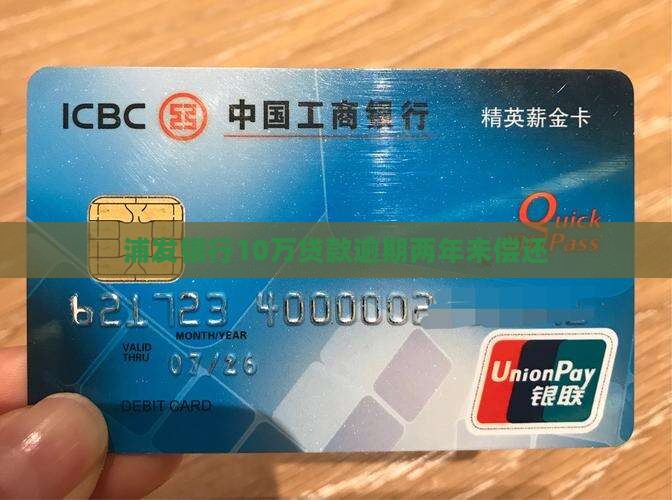 ICBC 中国工商银行 精英薪金卡
Quick
Pass
浦发银行10万贷款逾期两年未偿还
621723 4000002
MONTH/YEAR
VALID
THRU
07/26
DEBIT CARD
UnionPay
银联